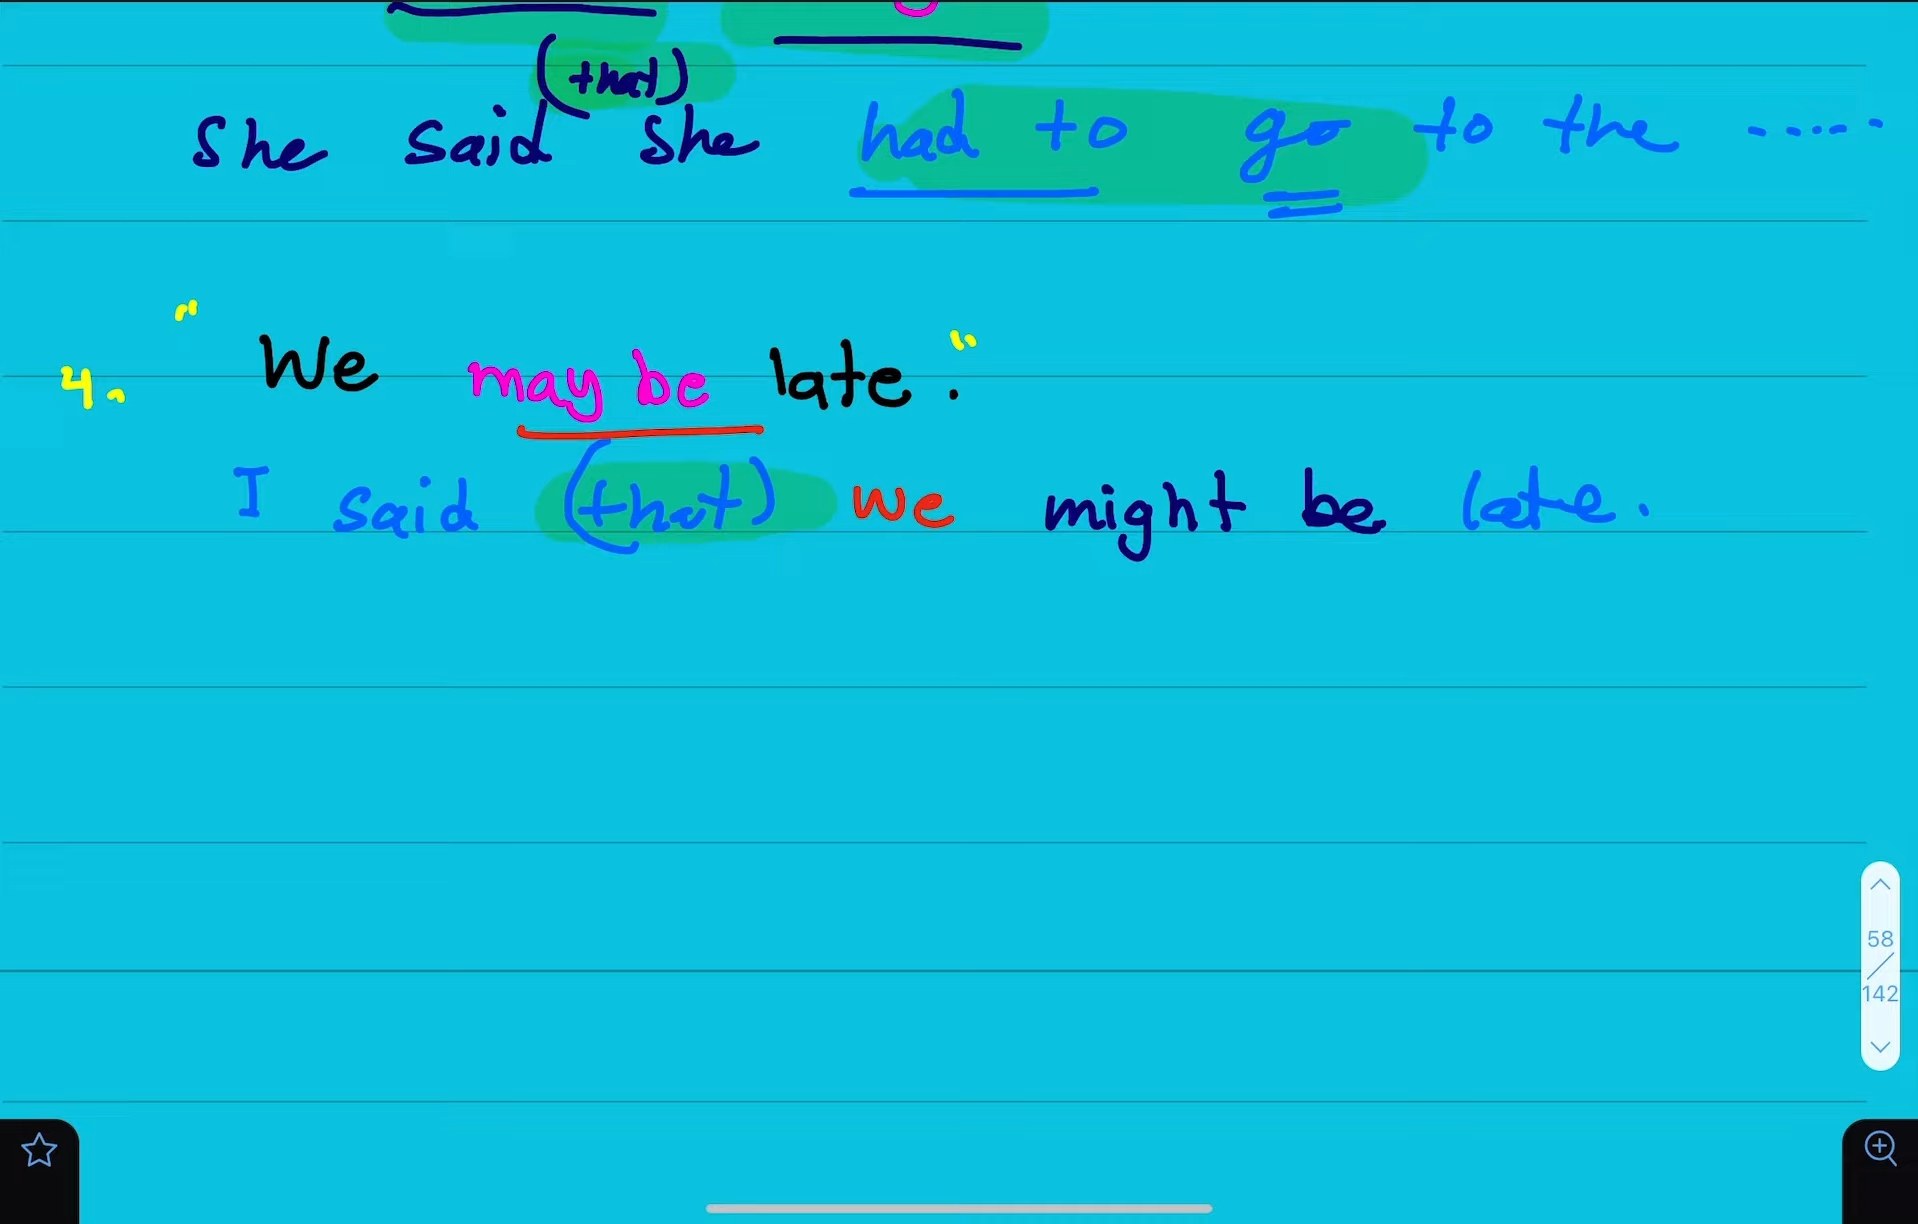 (that)
She said she had to go to the .....
4. "We may be late."
I said (that) we might be late.
58
142